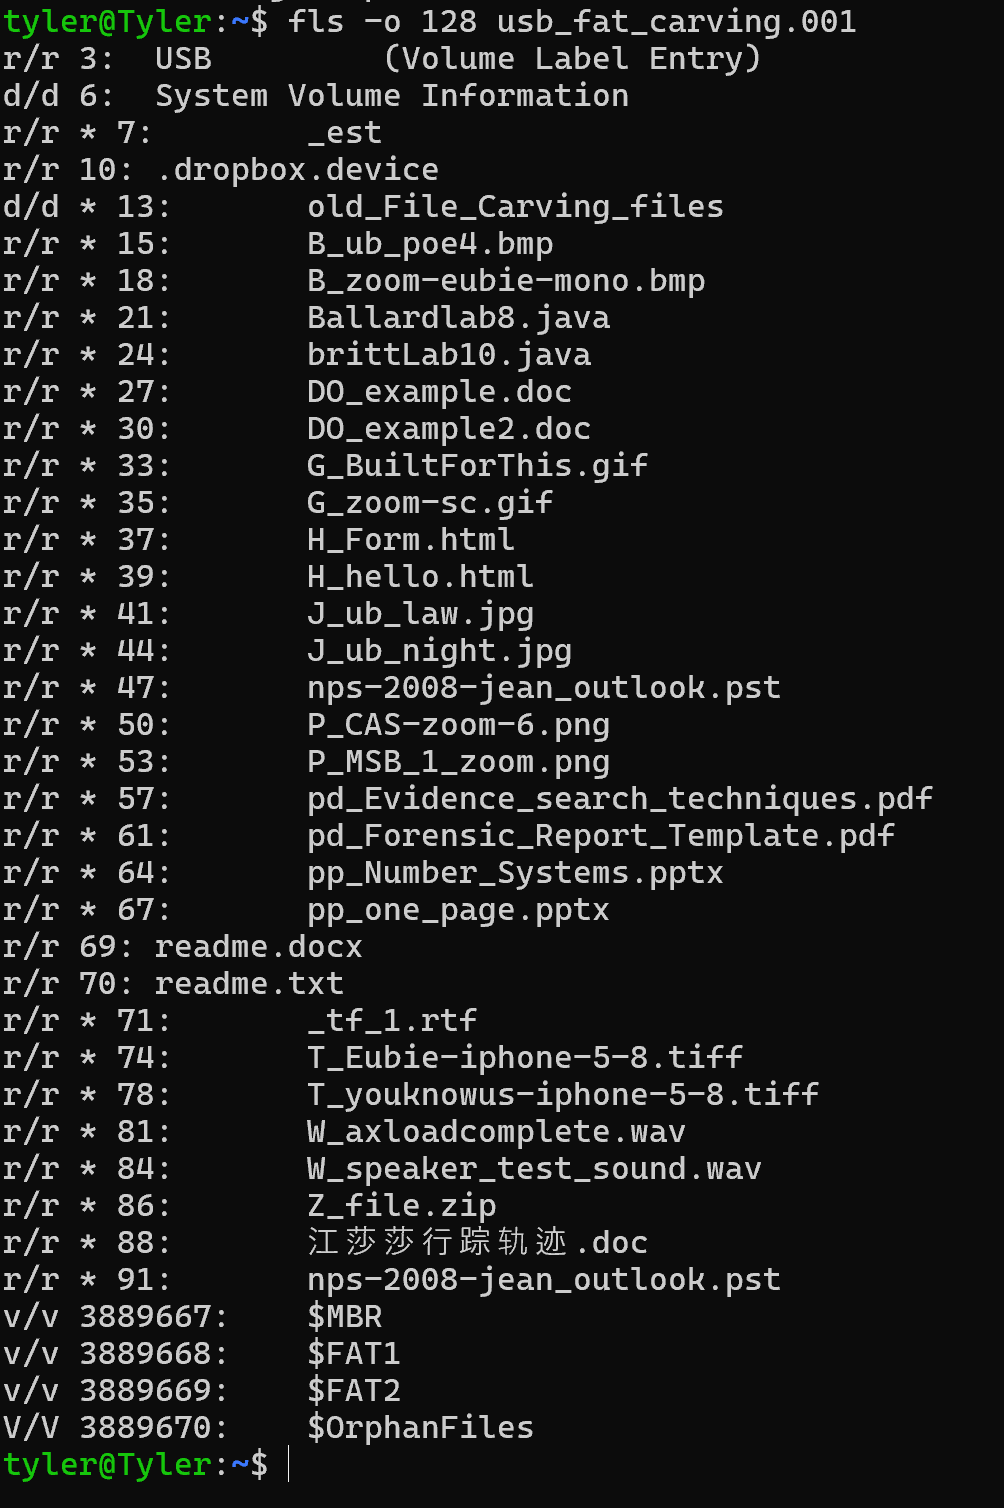 tyler@Tyler:~$ fls -o 128 usb_fat_carving.001
r/r 3:  USB         (Volume Label Entry)
d/d 6:  System Volume Information
r/r * 7:        _est
r/r 10: .dropbox.device
d/d * 13:       old_File_Carving_files
r/r * 15:       B_ub_poe4.bmp
r/r * 18:       B_zoom-eubie-mono.bmp
r/r * 21:       Ballardlab8.java
r/r * 24:       brittLab10.java
r/r * 27:       DO_example.doc
r/r * 30:       DO_example2.doc
r/r * 33:       G_BuiltForThis.gif
r/r * 35:       G_zoom-sc.gif
r/r * 37:       H_Form.html
r/r * 39:       H_hello.html
r/r * 41:       J_ub_law.jpg
r/r * 44:       J_ub_night.jpg
r/r * 47:       nps-2008-jean_outlook.pst
r/r * 50:       P_CAS-zoom-6.png
r/r * 53:       P_MSB_1_zoom.png
r/r * 57:       pd_Evidence_search_techniques.pdf
r/r * 61:       pd_Forensic_Report_Template.pdf
r/r * 64:       pp_Number_Systems.pptx
r/r * 67:       pp_one_page.pptx
r/r 69: readme.docx
r/r 70: readme.txt
r/r * 71:       _tf_1.rtf
r/r * 74:       T_Eubie-iphone-5-8.tiff
r/r * 78:       T_youknowus-iphone-5-8.tiff
r/r * 81:       W_axloadcomplete.wav
r/r * 84:       W_speaker_test_sound.wav
r/r * 86:       Z_file.zip
r/r * 88:       江莎莎行踪轨迹.doc
r/r * 91:       nps-2008-jean_outlook.pst
v/v 3889667:    $MBR
v/v 3889668:    $FAT1
v/v 3889669:    $FAT2
V/V 3889670:    $OrphanFiles
tyler@Tyler:~$